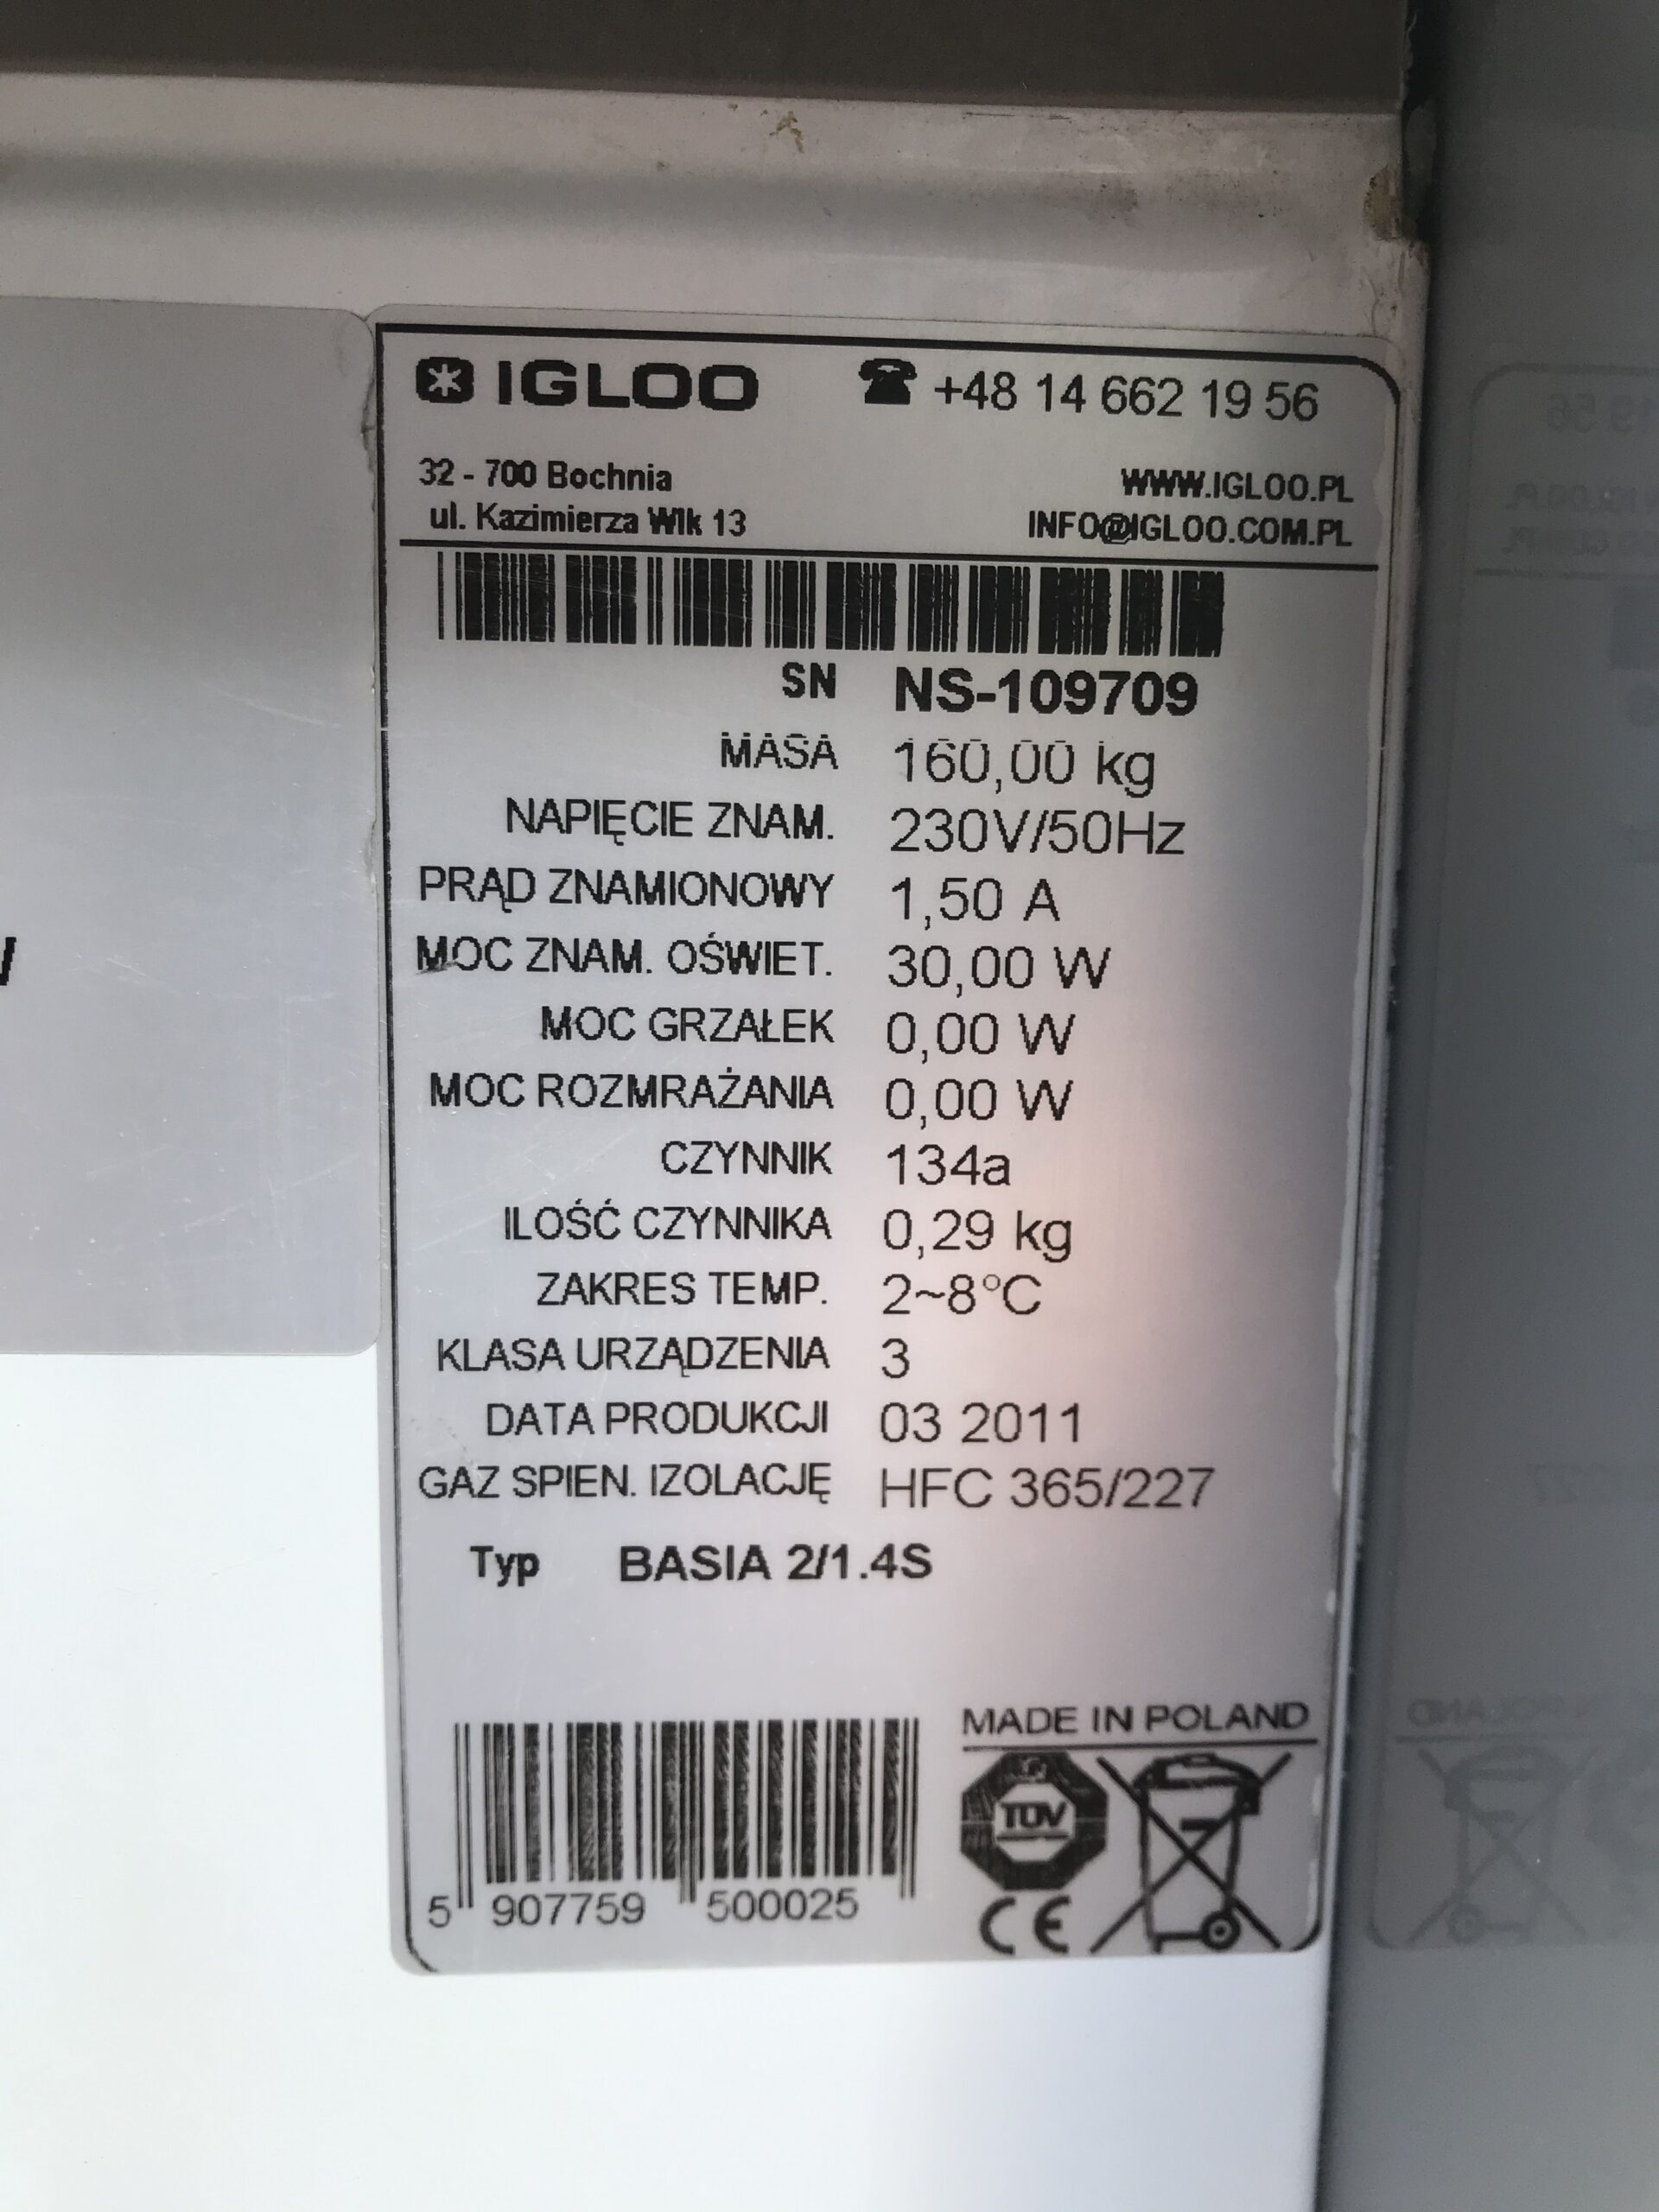 IGLOO +48 14 662 19 56
32 - 700 Bochnia WWW.IGLOO.PL
ul. Kazimierza Wlk 13 INFO@IGLOO.COM.PL
SN NS-109709
MASA 160,00 kg
NAPIĘCIE ZNAM. 230V/50Hz
PRĄD ZNAMIONOWY 1,50 A
MOC ZNAM. OŚWIET. 30,00 W
MOC GRZAŁEK 0,00 W
MOC ROZMRAŻANIA 0,00 W
CZYNNIK 134a
ILOŚĆ CZYNNIKA 0,29 kg
ZAKRES TEMP. 2~8°C
KLASA URZĄDZENIA 3
DATA PRODUKCJI 03 2011
GAZ SPIEN. IZOLACJĘ HFC 365/227
Typ BASIA 2/1.4S
MADE IN POLAND
TÜV
CE
5 907759 500025